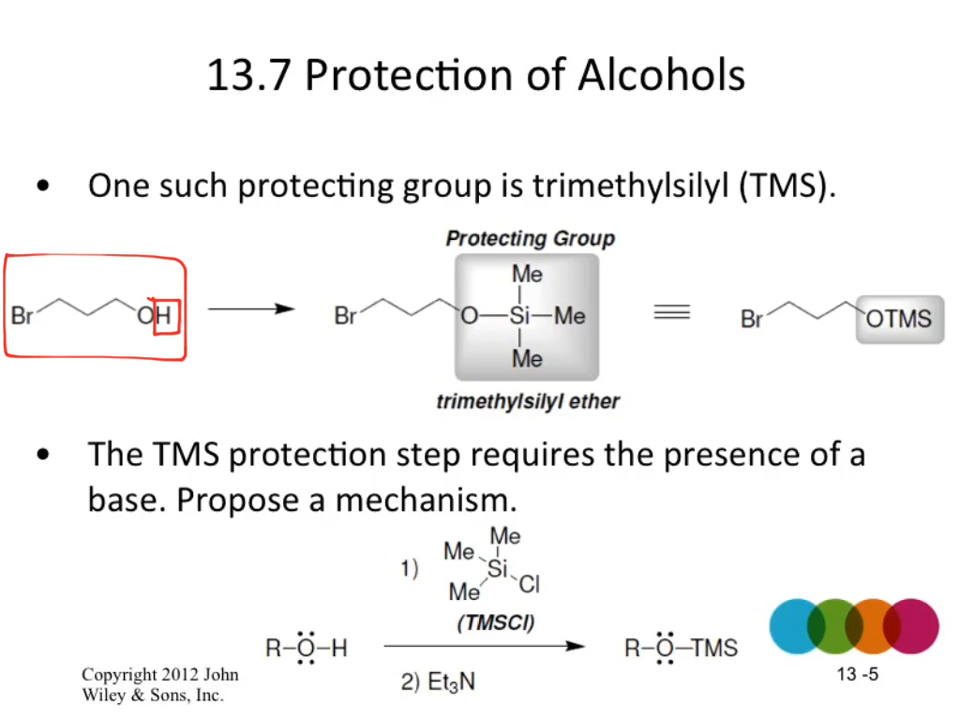 13.7 Protection of Alcohols
• One such protecting group is trimethylsilyl (TMS).
Protecting Group
Me
Br OH Br O—Si—Me Br OTMS
Me
trimethylsilyl ether
• The TMS protection step requires the presence of a
base. Propose a mechanism.
Me
Me
1) Si
Me Cl
(TMSCl)
R–O–H R–O–TMS
2) Et₃N
Copyright 2012 John
Wiley & Sons, Inc.
13 -5